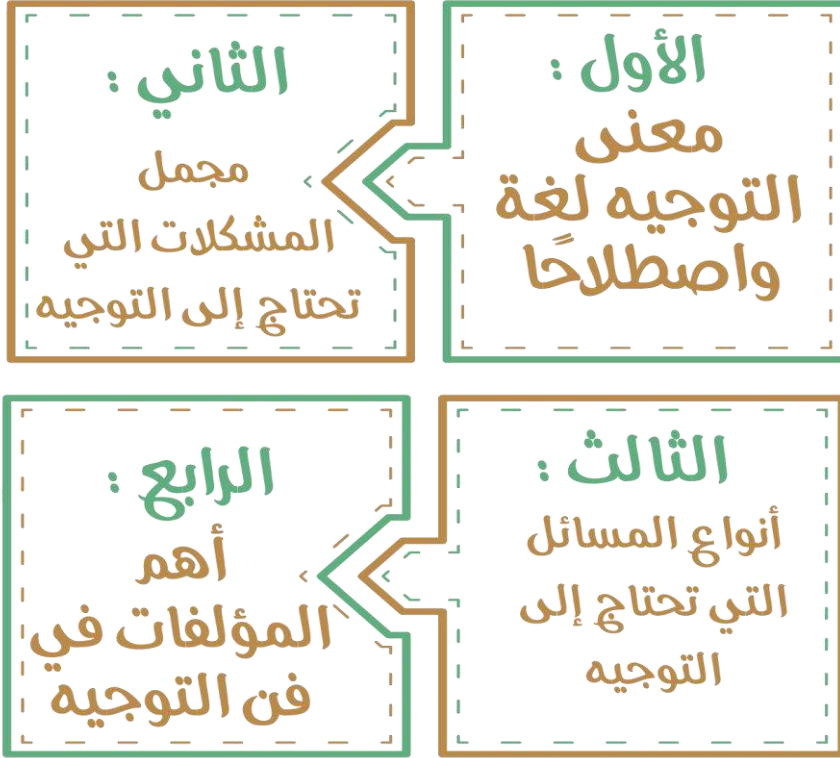 الأول :
معنى
التوجيه لغة
واصطلاحًا
الثاني :
مجمل
المشكلات التي
تحتاج إلى التوجيه
الثالث :
أنواع المسائل
التي تحتاج إلى
التوجيه
الرابع :
أهم
المؤلفات في
فن التوجيه